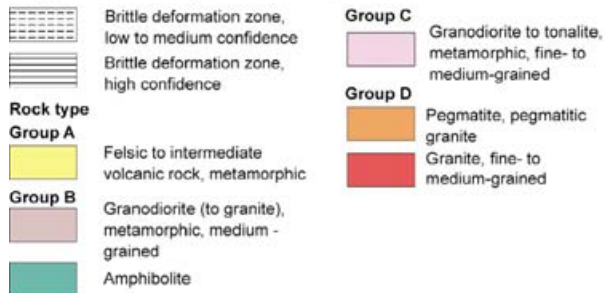 Brittle deformation zone,
low to medium confidence
Brittle deformation zone,
high confidence
Rock type
Group A
Felsic to intermediate
volcanic rock, metamorphic
Group B
Granodiorite (to granite),
metamorphic, medium -
grained
Amphibolite
Group C
Granodiorite to tonalite,
metamorphic, fine- to
medium-grained
Group D
Pegmatite, pegmatitic
granite
Granite, fine- to
medium-grained